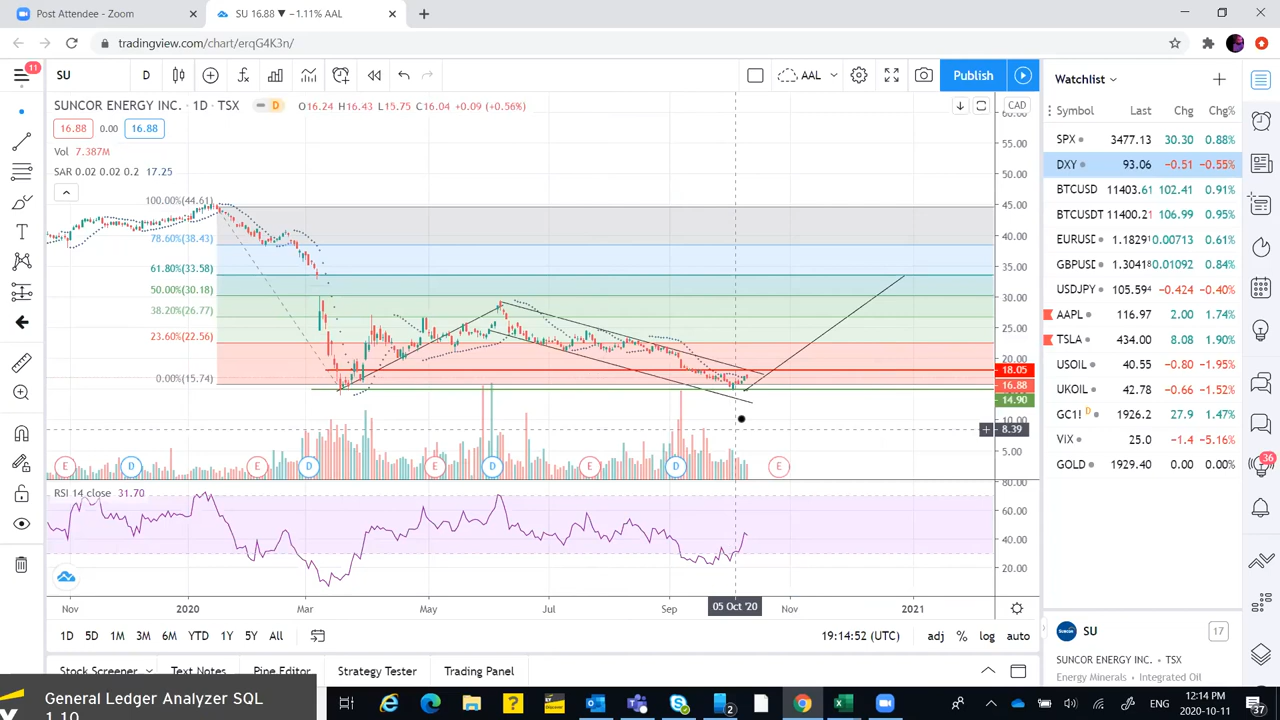 Post Attendee - Zoom
SU 16.88 ▼ −1.11% AAL
tradingview.com/chart/erqG4K3n/
11
SU
D
AAL
Publish
Watchlist
SUNCOR ENERGY INC. · 1D · TSX
D
O16.24 H16.43 L15.75 C16.04 +0.09 (+0.56%)
CAD
16.88 0.00 16.88
Vol 7.387M
SAR 0.02 0.02 0.2 17.25
100.00%(44.61)
78.60%(38.43)
61.80%(33.58)
50.00%(30.18)
38.20%(26.77)
23.60%(22.56)
0.00%(15.74)
60.00
55.00
50.00
45.00
40.00
35.00
30.00
25.00
20.00
18.05
16.88
14.90
10.00
8.39
5.00
E D E D E D E D E
RSI 14 close 31.70
80.00
60.00
40.00
20.00
Nov 2020 Mar May Jul Sep 05 Oct '20 Nov 2021
1D 5D 1M 3M 6M YTD 1Y 5Y All
19:14:52 (UTC) adj % log auto
Stock Screener Text Notes Pine Editor Strategy Tester Trading Panel
Symbol Last Chg Chg%
SPX 3477.13 30.30 0.88%
DXY 93.06 −0.51 −0.55%
BTCUSD 11403.61 102.41 0.91%
BTCUSDT 11400.21 106.99 0.95%
EURUSD 1.1829 0.00713 0.61%
GBPUSD 1.3041 0.01092 0.84%
USDJPY 105.594 −0.424 −0.40%
AAPL 116.97 2.00 1.74%
TSLA 434.00 8.08 1.90%
USOIL 40.55 −0.80 −1.95%
UKOIL 42.78 −0.66 −1.52%
GC1! D 1926.2 27.9 1.47%
VIX 25.0 −1.4 −5.16%
GOLD 1929.40 0.00 0.00%
36
SU
17
SUNCOR ENERGY INC. TSX
Energy Minerals Integrated Oil
General Ledger Analyzer SQL
1.10
2
ENG
12:14 PM
2020-10-11
37